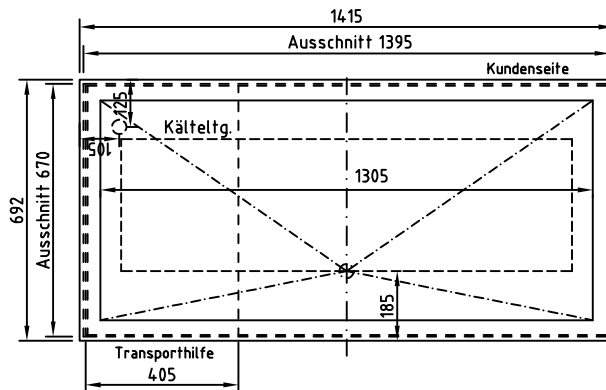 1415
Ausschnitt 1395
Kundenseite
125
Kälteltg.
105
1305
692
Ausschnitt 670
185
Transporthilfe
405